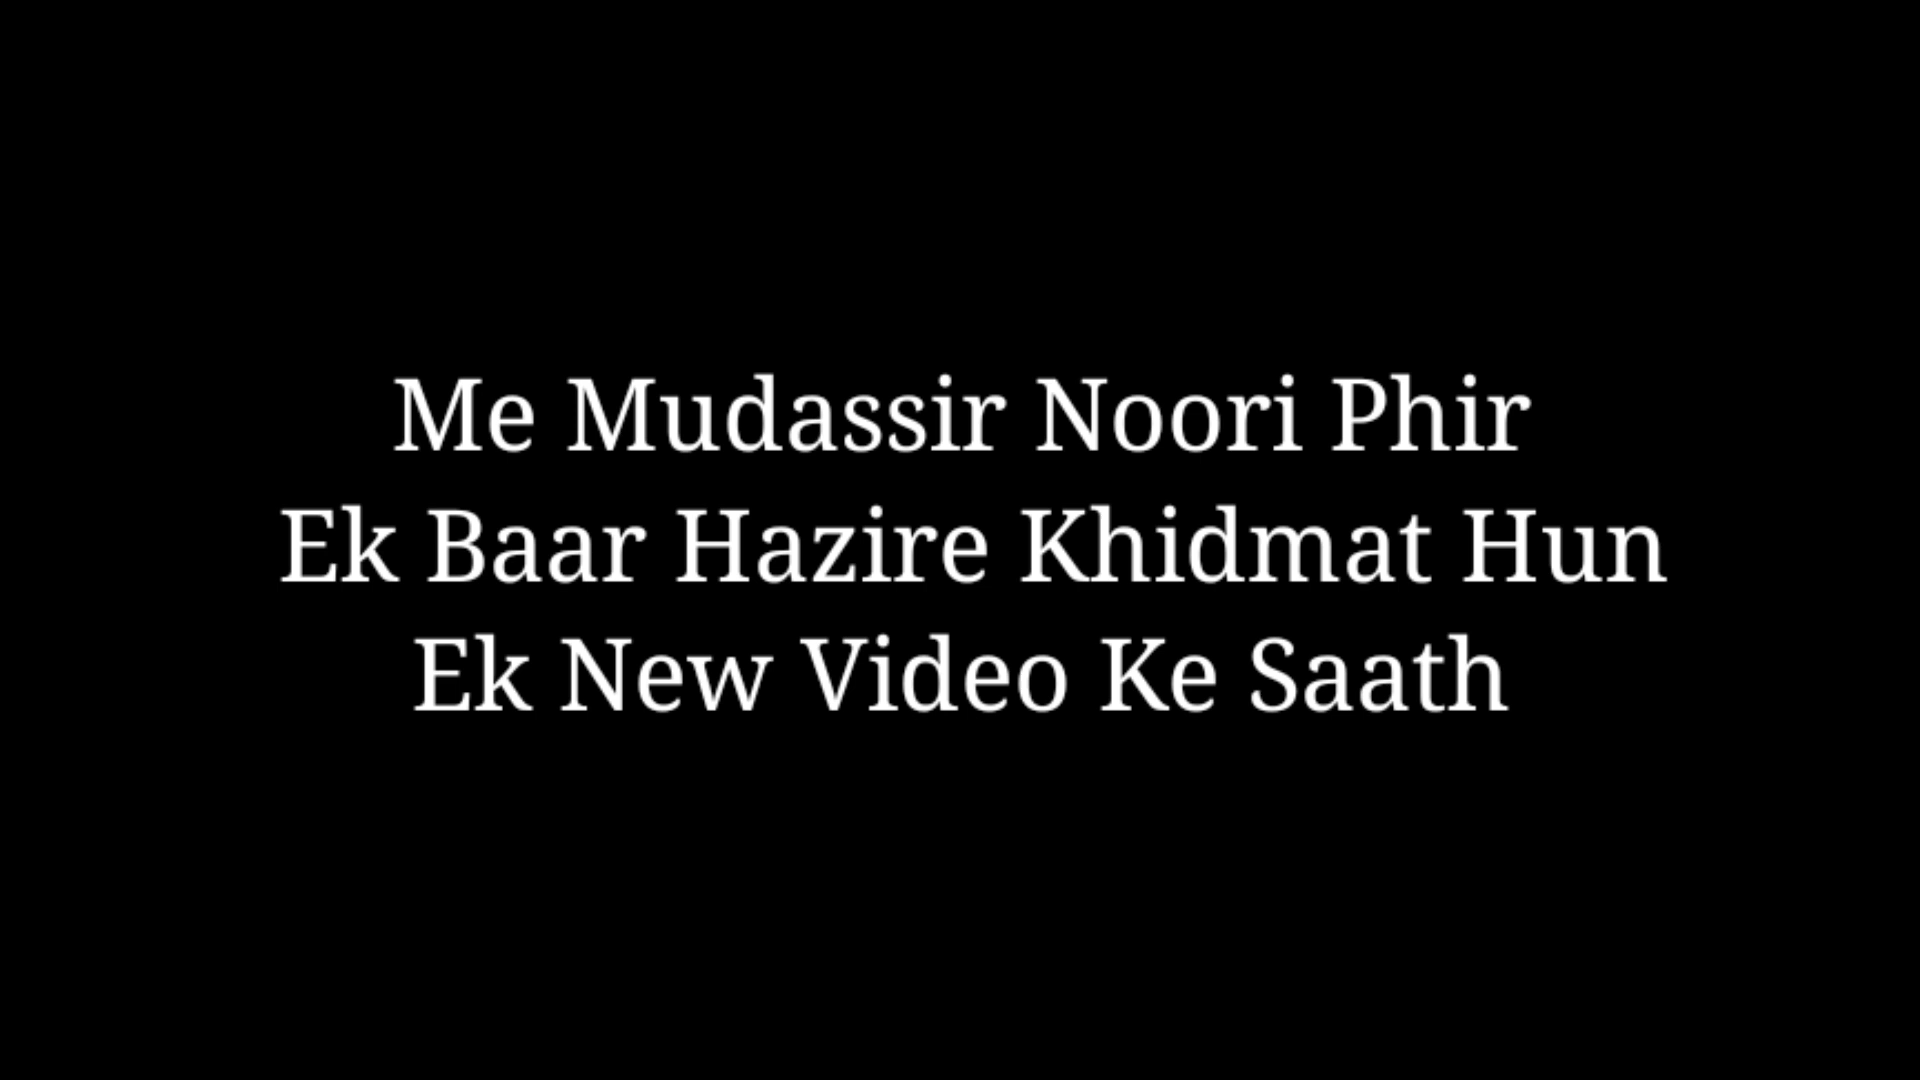 Me Mudassir Noori Phir
Ek Baar Hazire Khidmat Hun
Ek New Video Ke Saath